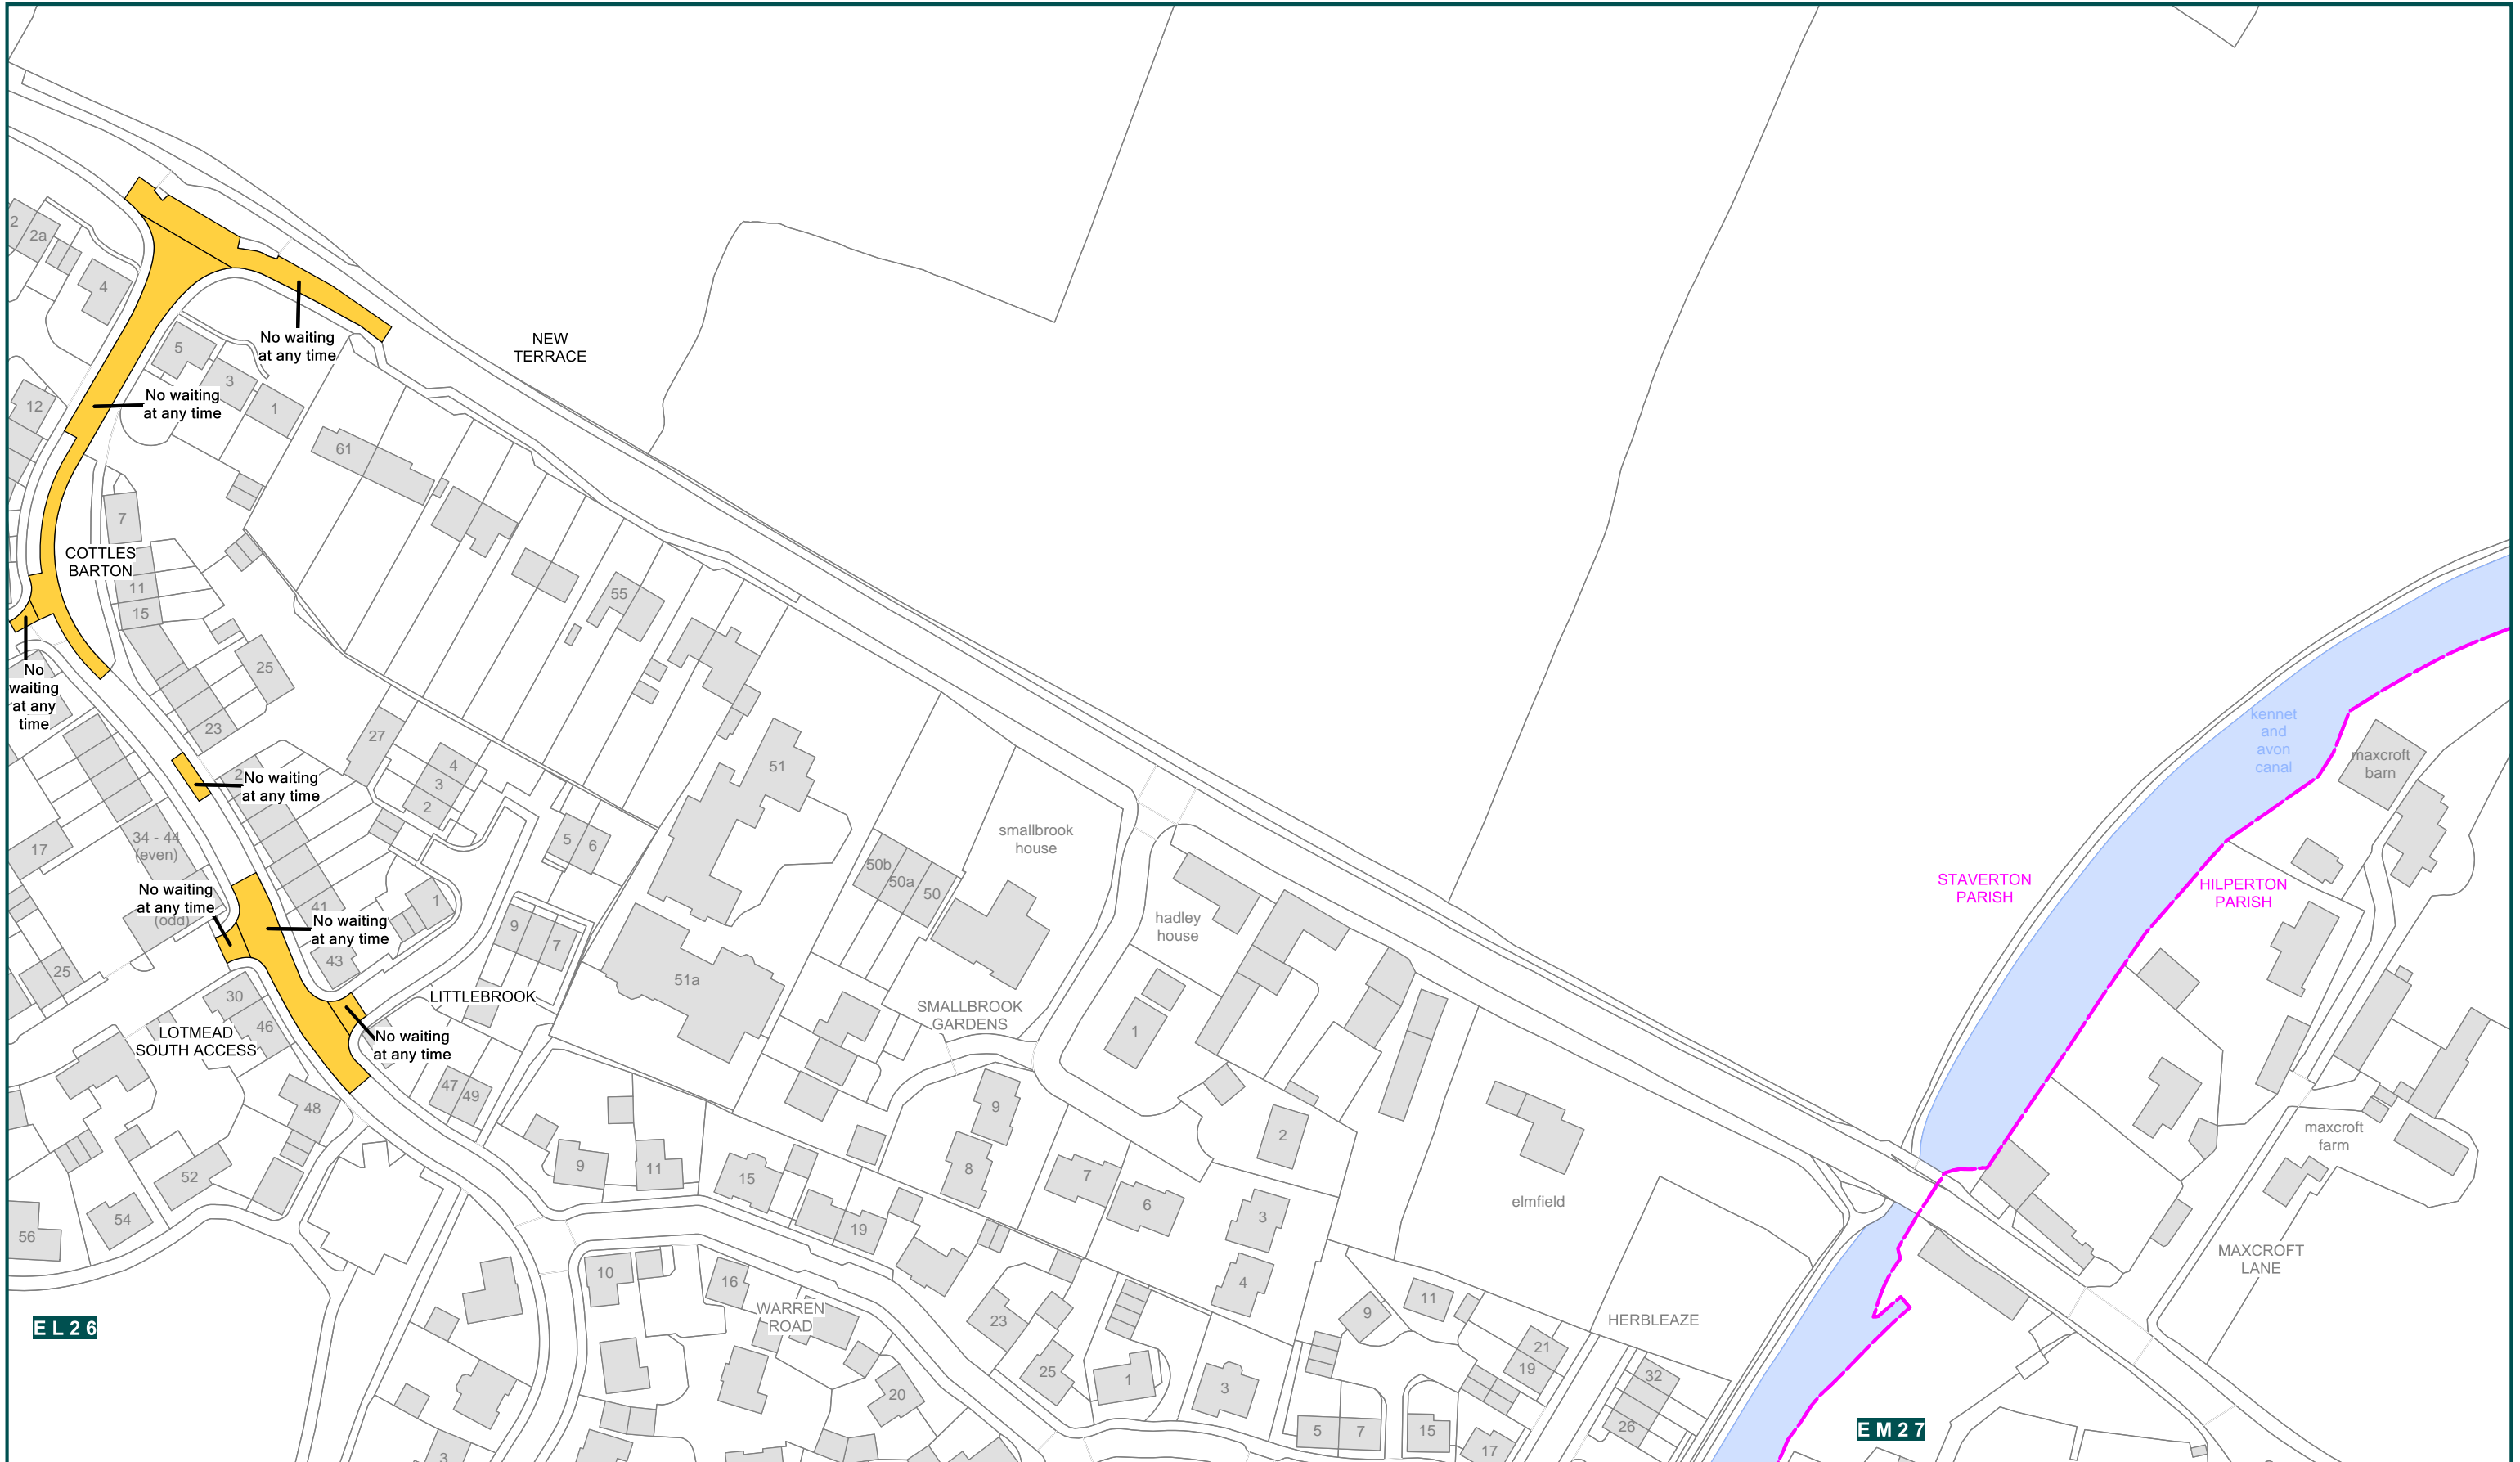 2
2a
4
No waiting
at any time
NEW
TERRACE
5
3
1
No waiting
at any time
12
61
7
COTTLES
BARTON
11
15
55
25
No
waiting
at any
time
23
27
kennet
and
avon
canal
maxcroft
barn
No waiting
at any time
4
3
2
51
17
34 - 44
(even)
5
6
smallbrook
house
50b
50a
50
STAVERTON
PARISH
HILPERTON
PARISH
No waiting
at any time
(odd)
41
1
No waiting
at any time
9
7
hadley
house
25
43
51a
30
LITTLEBROOK
SMALLBROOK
GARDENS
1
46
LOTMEAD
SOUTH ACCESS
No waiting
at any time
47
49
48
9
2
maxcroft
farm
9
11
15
8
7
52
6
elmfield
54
19
3
56
MAXCROFT
LANE
10
16
4
WARREN
ROAD
23
9
11
HERBLEAZE
EL26
21
19
25
1
3
32
20
26
5
7
15
EM27
17
3